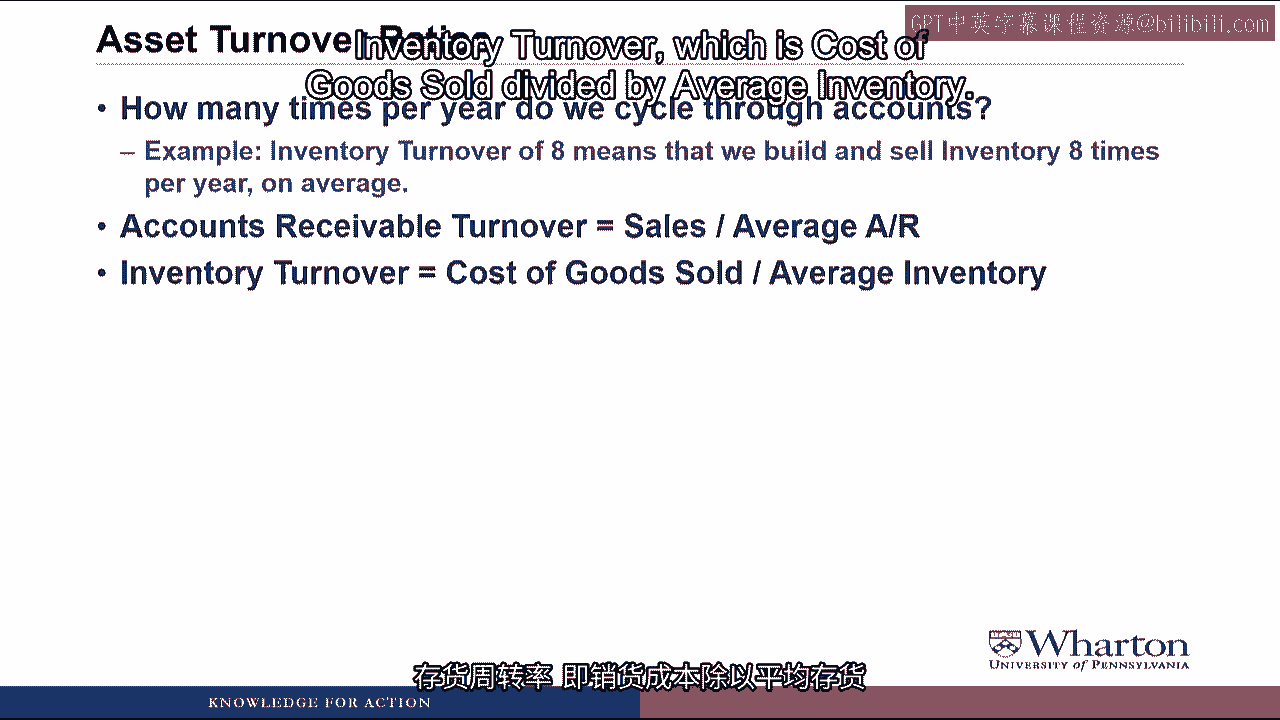 GPT中英字幕课程资源@bilibili.com
Asset Turnover Ratios
Inventory Turnover, which is Cost of
Goods Sold divided by Average Inventory.
• How many times per year do we cycle through accounts?
– Example: Inventory Turnover of 8 means that we build and sell Inventory 8 times
per year, on average.
• Accounts Receivable Turnover = Sales / Average A/R
• Inventory Turnover = Cost of Goods Sold / Average Inventory
Wharton
UNIVERSITY of PENNSYLVANIA
存货周转率 即销货成本除以平均存货
KNOWLEDGE FOR ACTION